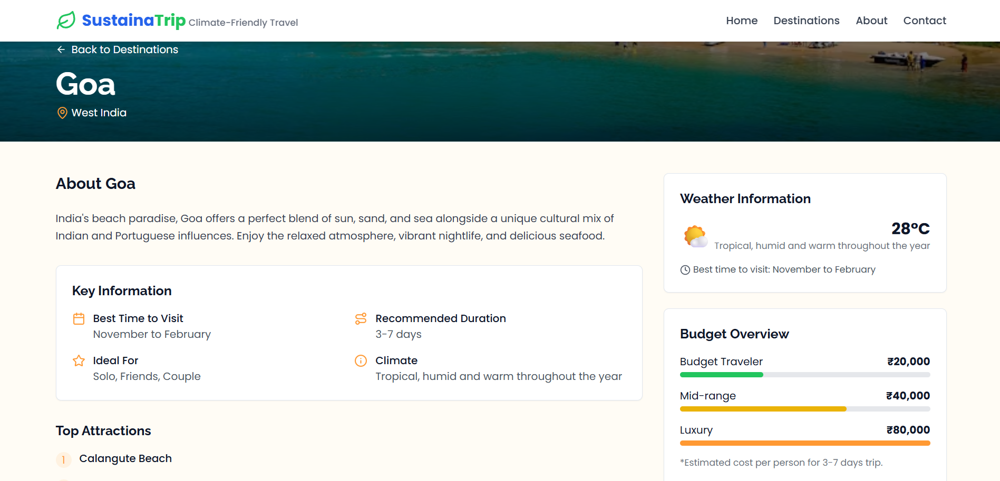 SustainaTrip Climate-Friendly Travel
Home Destinations About Contact
Back to Destinations
Goa
West India
About Goa
India's beach paradise, Goa offers a perfect blend of sun, sand, and sea alongside a unique cultural mix of
Indian and Portuguese influences. Enjoy the relaxed atmosphere, vibrant nightlife, and delicious seafood.
Key Information
Best Time to Visit
November to February
Recommended Duration
3-7 days
Ideal For
Solo, Friends, Couple
Climate
Tropical, humid and warm throughout the year
Top Attractions
1 Calangute Beach
Weather Information
28°C
Tropical, humid and warm throughout the year
Best time to visit: November to February
Budget Overview
Budget Traveler ₹20,000
Mid-range ₹40,000
Luxury ₹80,000
*Estimated cost per person for 3-7 days trip.